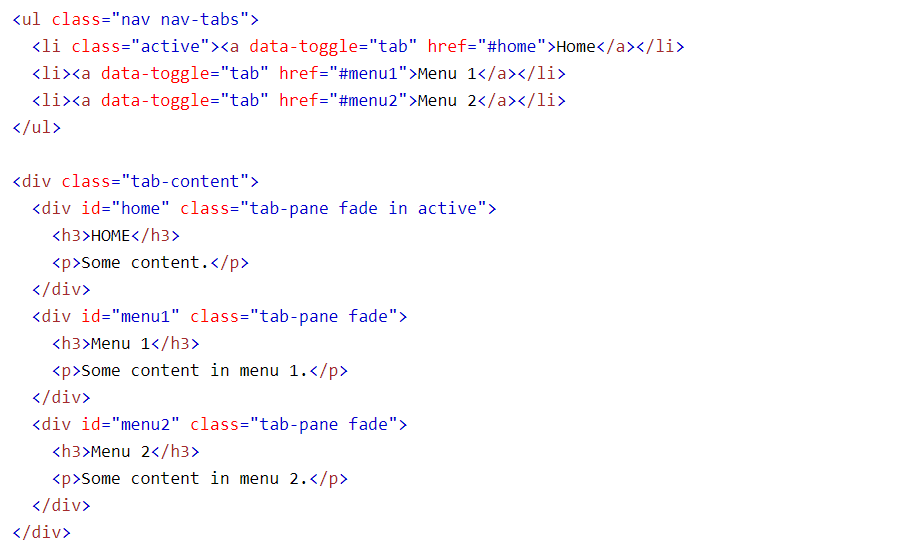 <ul class="nav nav-tabs">
  <li class="active"><a data-toggle="tab" href="#home">Home</a></li>
  <li><a data-toggle="tab" href="#menu1">Menu 1</a></li>
  <li><a data-toggle="tab" href="#menu2">Menu 2</a></li>
</ul>

<div class="tab-content">
  <div id="home" class="tab-pane fade in active">
    <h3>HOME</h3>
    <p>Some content.</p>
  </div>
  <div id="menu1" class="tab-pane fade">
    <h3>Menu 1</h3>
    <p>Some content in menu 1.</p>
  </div>
  <div id="menu2" class="tab-pane fade">
    <h3>Menu 2</h3>
    <p>Some content in menu 2.</p>
  </div>
</div>